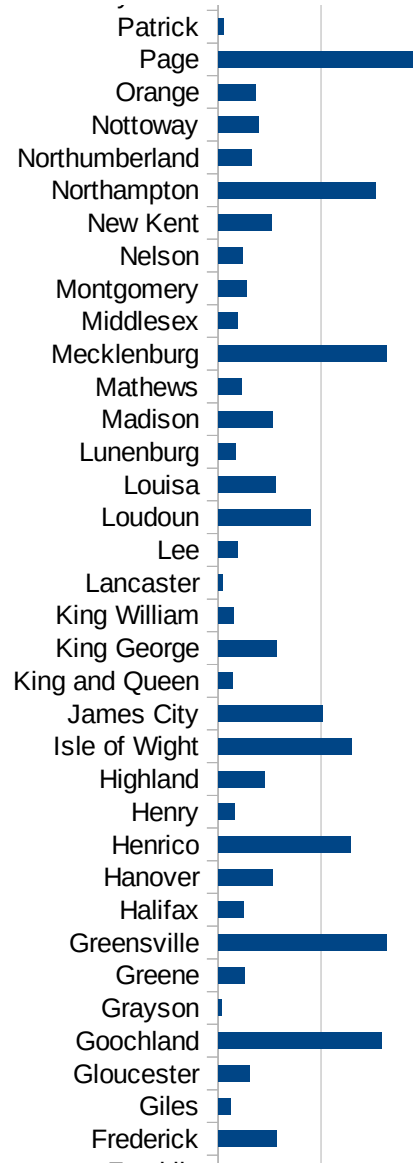 Patrick
Page
Orange
Nottoway
Northumberland
Northampton
New Kent
Nelson
Montgomery
Middlesex
Mecklenburg
Mathews
Madison
Lunenburg
Louisa
Loudoun
Lee
Lancaster
King William
King George
King and Queen
James City
Isle of Wight
Highland
Henry
Henrico
Hanover
Halifax
Greensville
Greene
Grayson
Goochland
Gloucester
Giles
Frederick